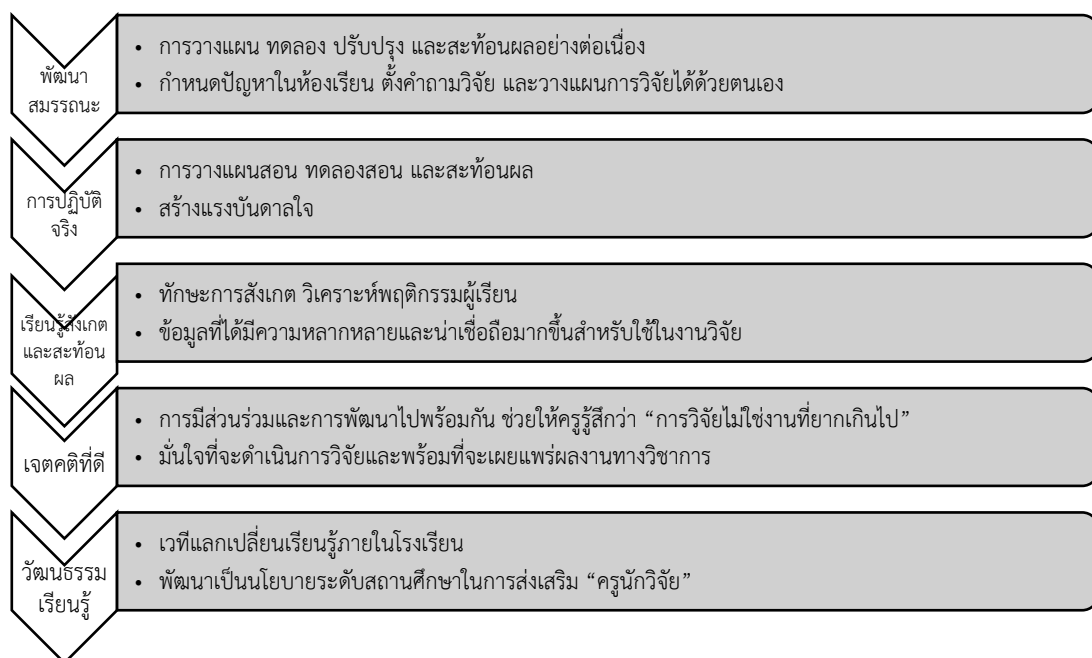 พัฒนา
สมรรถนะ
• การวางแผน ทดลอง ปรับปรุง และสะท้อนผลอย่างต่อเนื่อง
• กำหนดปัญหาในห้องเรียน ตั้งคำถามวิจัย และวางแผนการวิจัยได้ด้วยตนเอง
การปฏิบัติ
จริง
• การวางแผนสอน ทดลองสอน และสะท้อนผล
• สร้างแรงบันดาลใจ
เรียนรู้สังเกต
และสะท้อน
ผล
• ทักษะการสังเกต วิเคราะห์พฤติกรรมผู้เรียน
• ข้อมูลที่ได้มีความหลากหลายและน่าเชื่อถือมากขึ้นสำหรับใช้ในงานวิจัย
เจตคติที่ดี
• การมีส่วนร่วมและการพัฒนาไปพร้อมกัน ช่วยให้ครูรู้สึกว่า “การวิจัยไม่ใช่งานที่ยากเกินไป”
• มั่นใจที่จะดำเนินการวิจัยและพร้อมที่จะเผยแพร่ผลงานทางวิชาการ
วัฒนธรรม
เรียนรู้
• เวทีแลกเปลี่ยนเรียนรู้ภายในโรงเรียน
• พัฒนาเป็นนโยบายระดับสถานศึกษาในการส่งเสริม “ครูนักวิจัย”